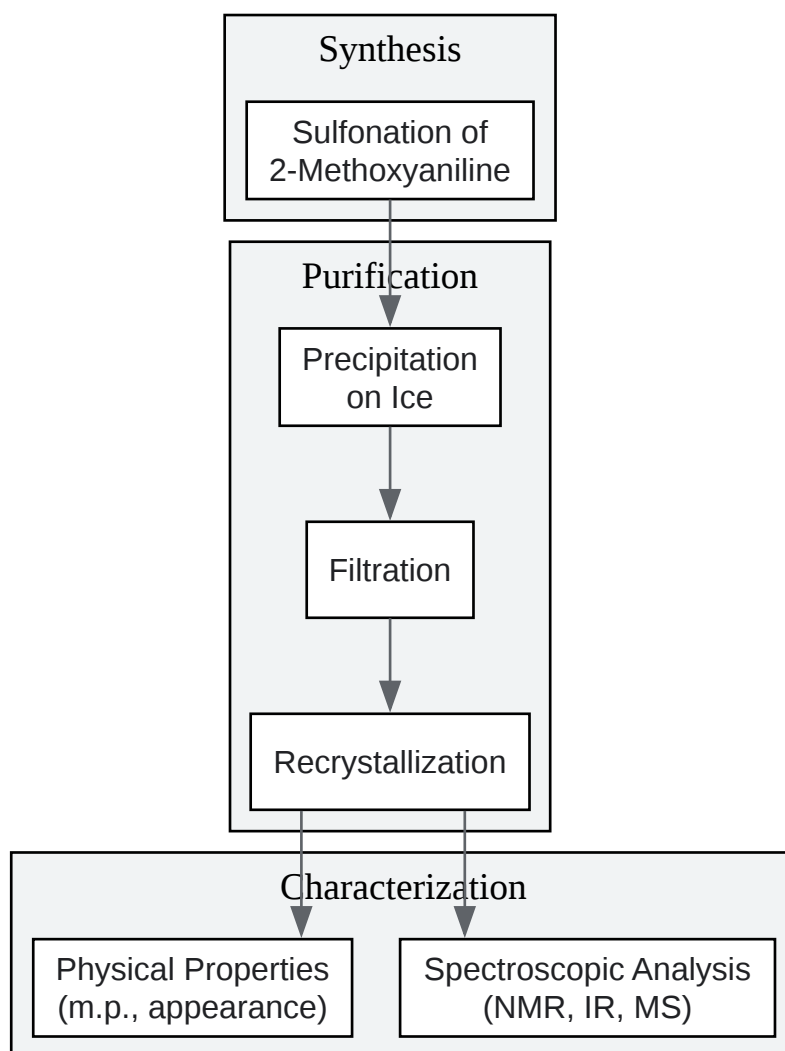 Synthesis
Sulfonation of
2-Methoxyaniline
Purification
Precipitation
on Ice
Filtration
Recrystallization
Characterization
Physical Properties
(m.p., appearance)
Spectroscopic Analysis
(NMR, IR, MS)